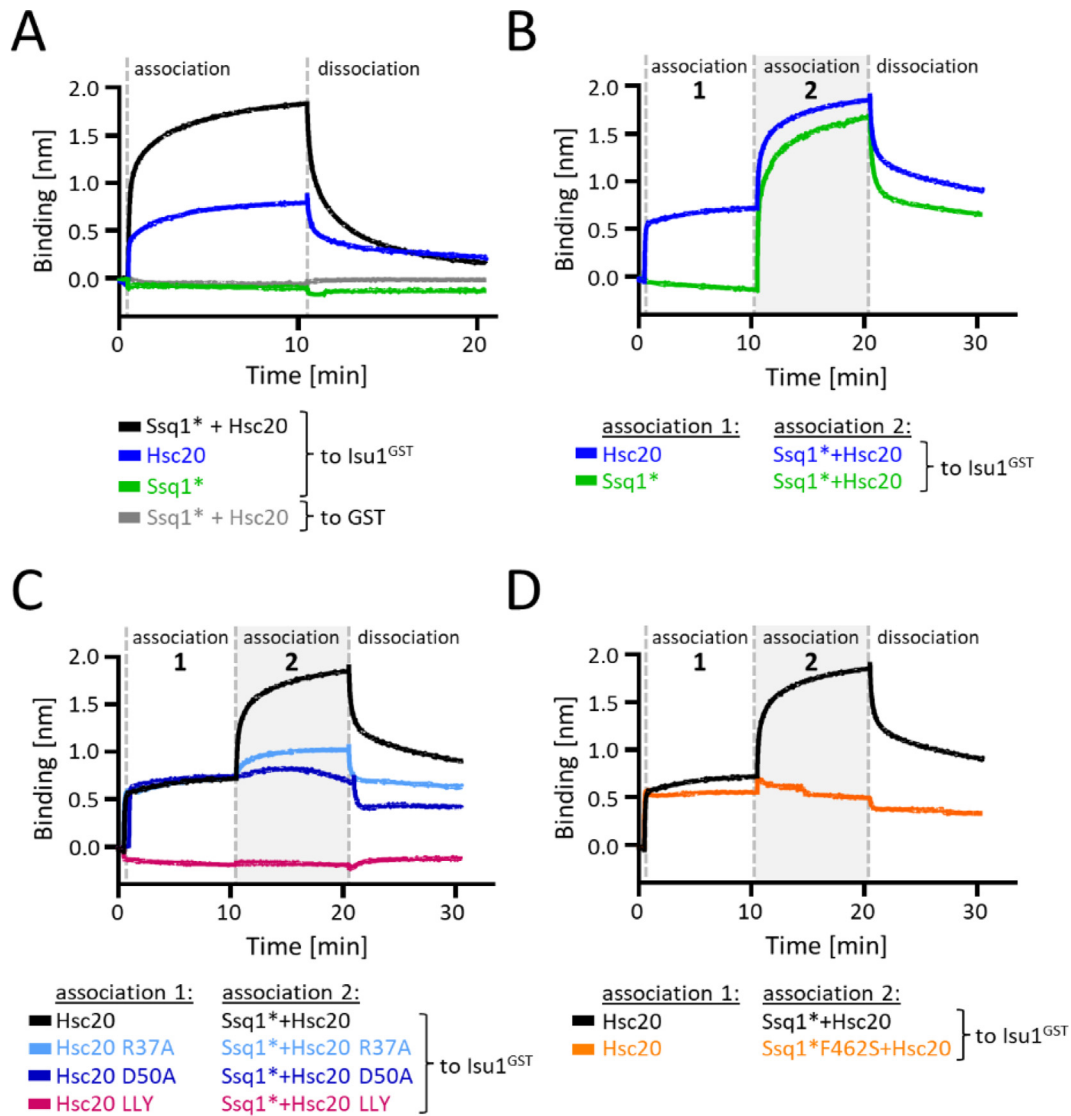 A
association dissociation
2.0
1.5
1.0
0.5
0.0
Binding [nm]
0 10 20
Time [min]
Ssq1* + Hsc20
Hsc20
Ssq1*
to Isu1GST
Ssq1* + Hsc20
to GST
B
association association dissociation
1 2
2.0
1.5
1.0
0.5
0.0
Binding [nm]
0 10 20 30
Time [min]
association 1: association 2:
Hsc20 Ssq1*+Hsc20
Ssq1* Ssq1*+Hsc20
to Isu1GST
C
association association dissociation
1 2
2.0
1.5
1.0
0.5
0.0
Binding [nm]
0 10 20 30
Time [min]
association 1: association 2:
Hsc20 Ssq1*+Hsc20
Hsc20 R37A Ssq1*+Hsc20 R37A
Hsc20 D50A Ssq1*+Hsc20 D50A
Hsc20 LLY Ssq1*+Hsc20 LLY
to Isu1GST
D
association association dissociation
1 2
2.0
1.5
1.0
0.5
0.0
Binding [nm]
0 10 20 30
Time [min]
association 1: association 2:
Hsc20 Ssq1*+Hsc20
Hsc20 Ssq1*F462S+Hsc20
to Isu1GST